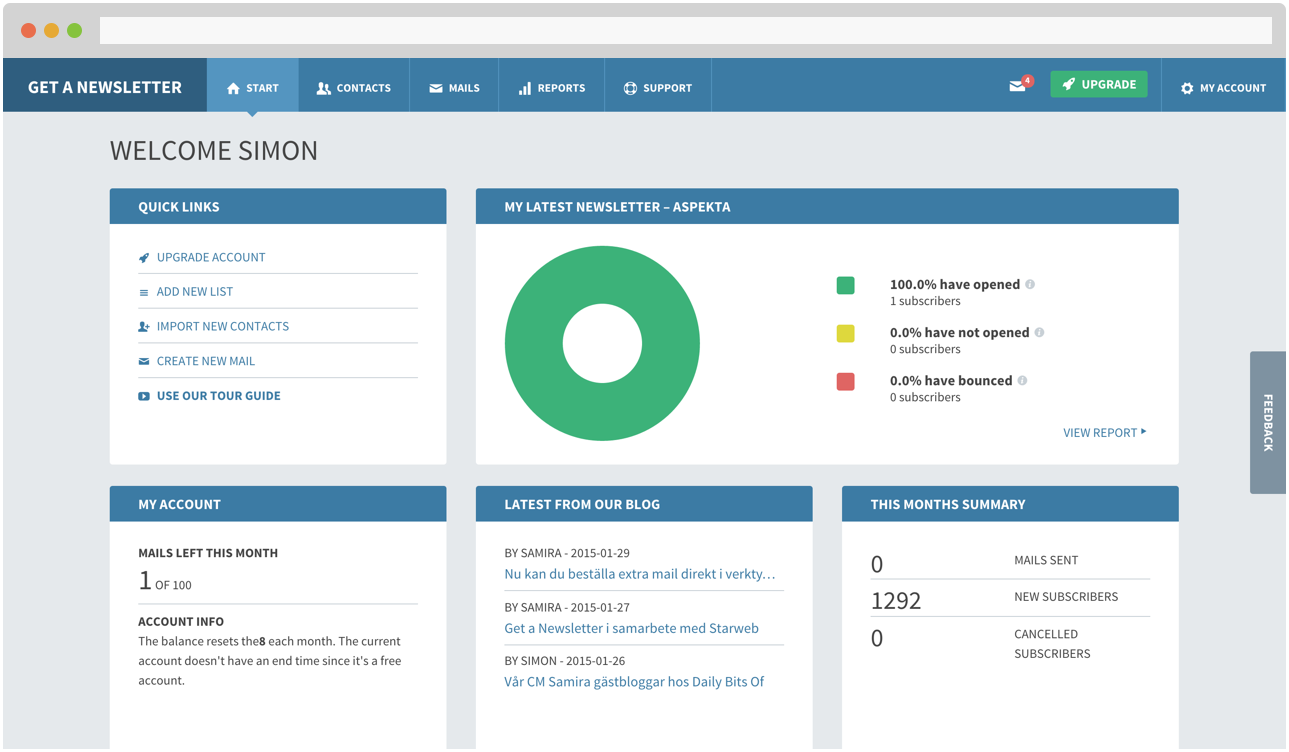 GET A NEWSLETTER
START
CONTACTS
MAILS
REPORTS
SUPPORT
4
UPGRADE
MY ACCOUNT
WELCOME SIMON
QUICK LINKS
UPGRADE ACCOUNT
ADD NEW LIST
IMPORT NEW CONTACTS
CREATE NEW MAIL
USE OUR TOUR GUIDE
MY LATEST NEWSLETTER – ASPEKTA
100.0% have opened
1 subscribers
0.0% have not opened
0 subscribers
0.0% have bounced
0 subscribers
VIEW REPORT
FEEDBACK
MY ACCOUNT
MAILS LEFT THIS MONTH
1 OF 100
ACCOUNT INFO
The balance resets the8 each month. The current
account doesn't have an end time since it's a free
account.
LATEST FROM OUR BLOG
BY SAMIRA - 2015-01-29
Nu kan du beställa extra mail direkt i verkty...
BY SAMIRA - 2015-01-27
Get a Newsletter i samarbete med Starweb
BY SIMON - 2015-01-26
Vår CM Samira gästbloggar hos Daily Bits Of
THIS MONTHS SUMMARY
0 MAILS SENT
1292 NEW SUBSCRIBERS
0 CANCELLED
SUBSCRIBERS